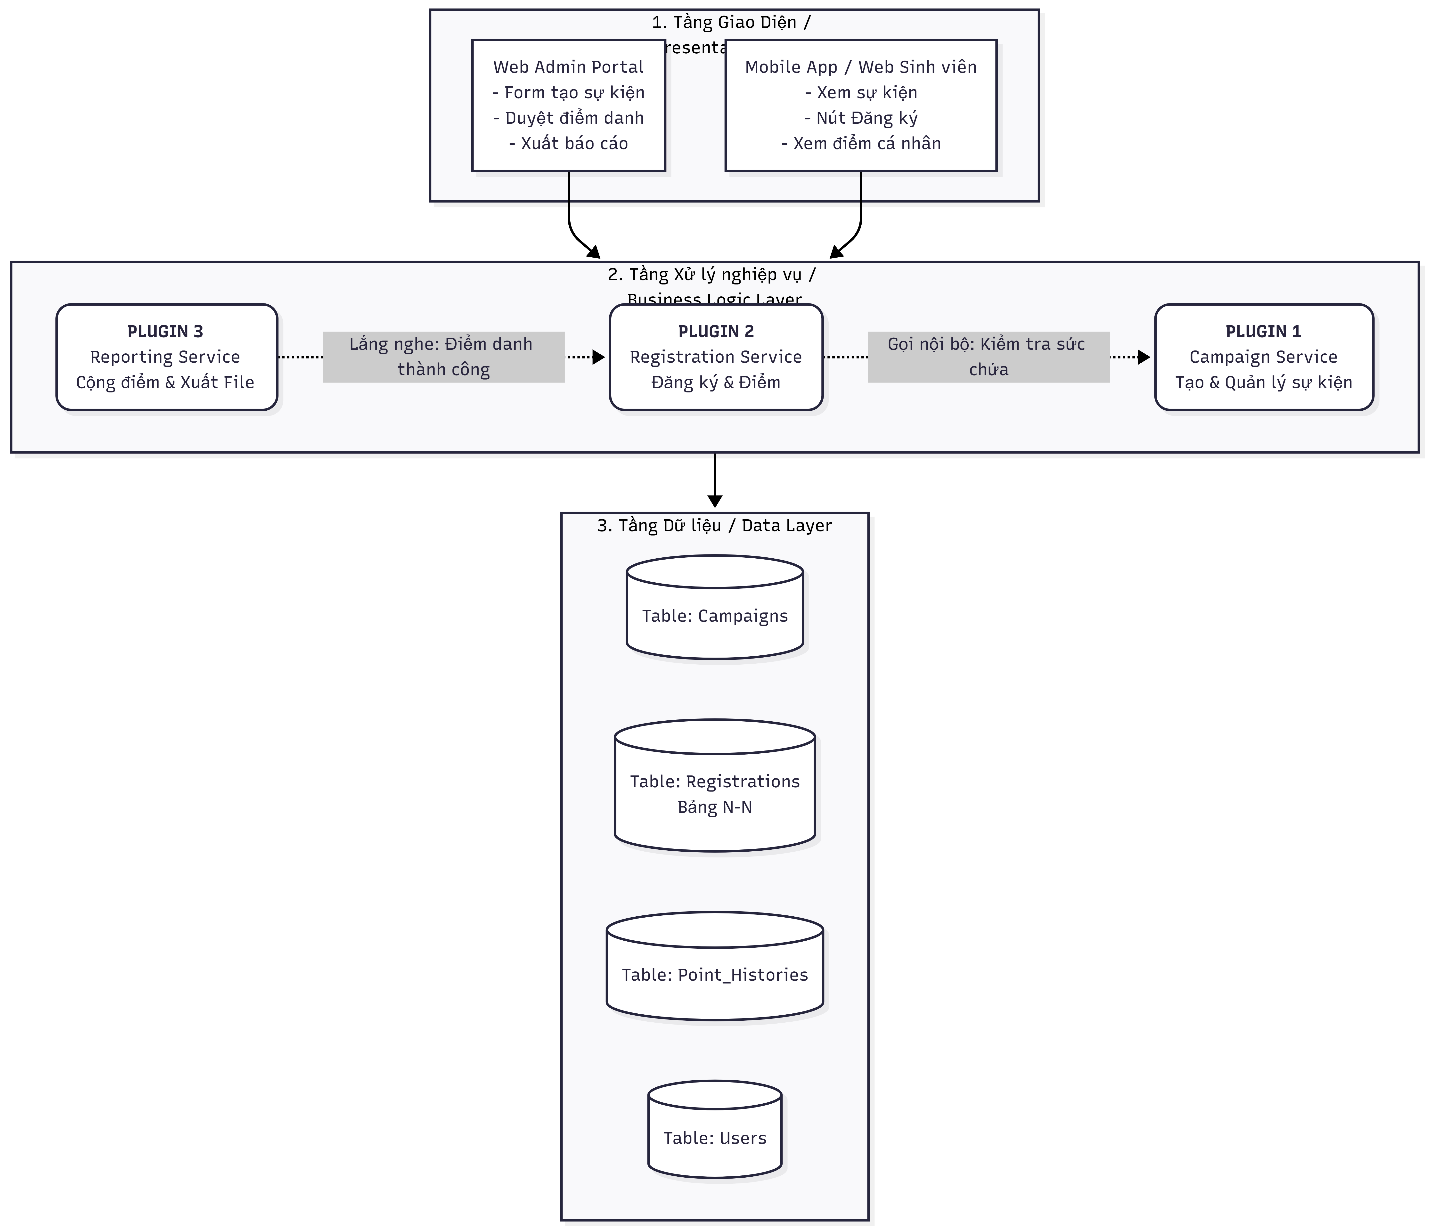 1. Tầng Giao Diện /
Web Admin Portal
- Form tạo sự kiện
- Duyệt điểm danh
- Xuất báo cáo
Mobile App / Web Sinh viên
- Xem sự kiện
- Nút Đăng ký
- Xem điểm cá nhân
2. Tầng Xử lý nghiệp vụ /
Business Logic Layer
PLUGIN 3
Reporting Service
Cộng điểm & Xuất File
Lắng nghe: Điểm danh
thành công
PLUGIN 2
Registration Service
Đăng ký & Điểm
Gọi nội bộ: Kiểm tra sức
chứa
PLUGIN 1
Campaign Service
Tạo & Quản lý sự kiện
3. Tầng Dữ liệu / Data Layer
Table: Campaigns
Table: Registrations
Bảng N-N
Table: Point_Histories
Table: Users